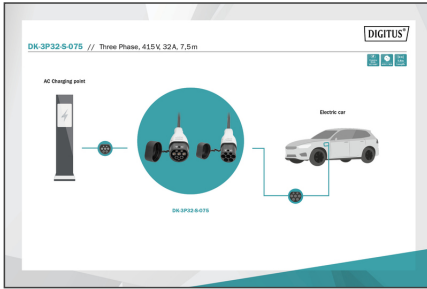 DIGITUS®
DK-3P32-S-075 // Three Phase, 415V, 32A, 7,5m
AC Charging point
Electric car
DK-3P32-S-075